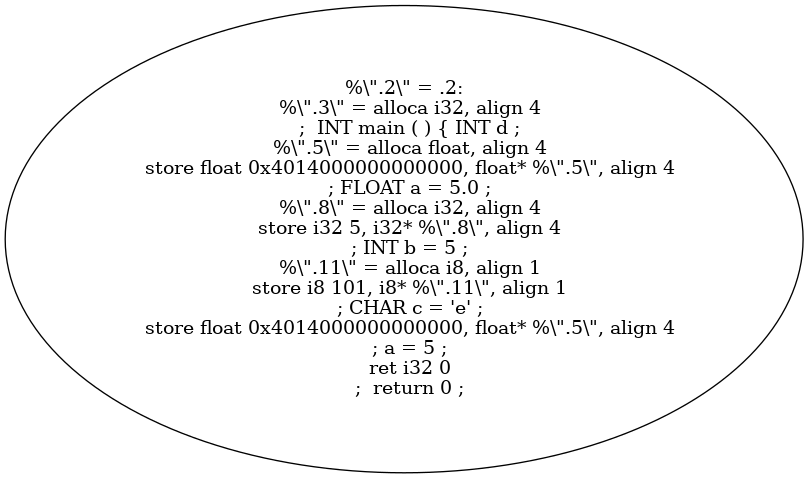 %\".2\" = .2:
%\".3\" = alloca i32, align 4
;  INT main ( ) { INT d ;
%\".5\" = alloca float, align 4
store float 0x4014000000000000, float* %\".5\", align 4
; FLOAT a = 5.0 ;
%\".8\" = alloca i32, align 4
store i32 5, i32* %\".8\", align 4
; INT b = 5 ;
%\".11\" = alloca i8, align 1
store i8 101, i8* %\".11\", align 1
; CHAR c = 'e' ;
store float 0x4014000000000000, float* %\".5\", align 4
; a = 5 ;
ret i32 0
;  return 0 ;